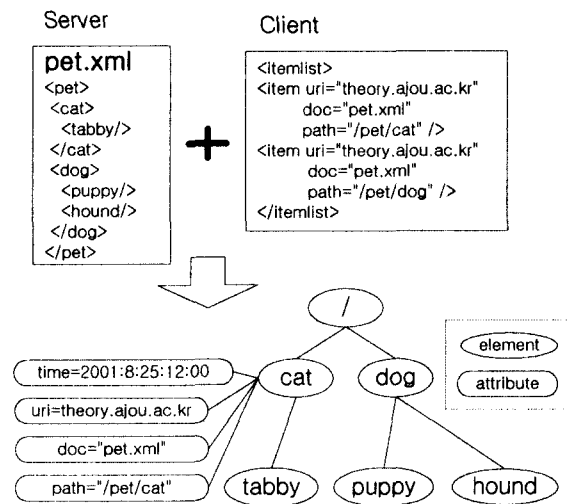 Server
pet.xml
<pet>
<cat>
<tabby/>
</cat>
<dog>
<puppy/>
<hound/>
</dog>
</pet>
Client
<itemlist>
<item uri="theory.ajou.ac.kr"
doc="pet.xml"
path="/pet/cat" />
<item uri="theory.ajou.ac.kr"
doc="pet.xml"
path="/pet/dog" />
</itemlist>
/
element
attribute
cat
dog
time=2001:8:25:12:00
uri=theory.ajou.ac.kr
doc="pet.xml"
path="/pet/cat"
tabby
puppy
hound